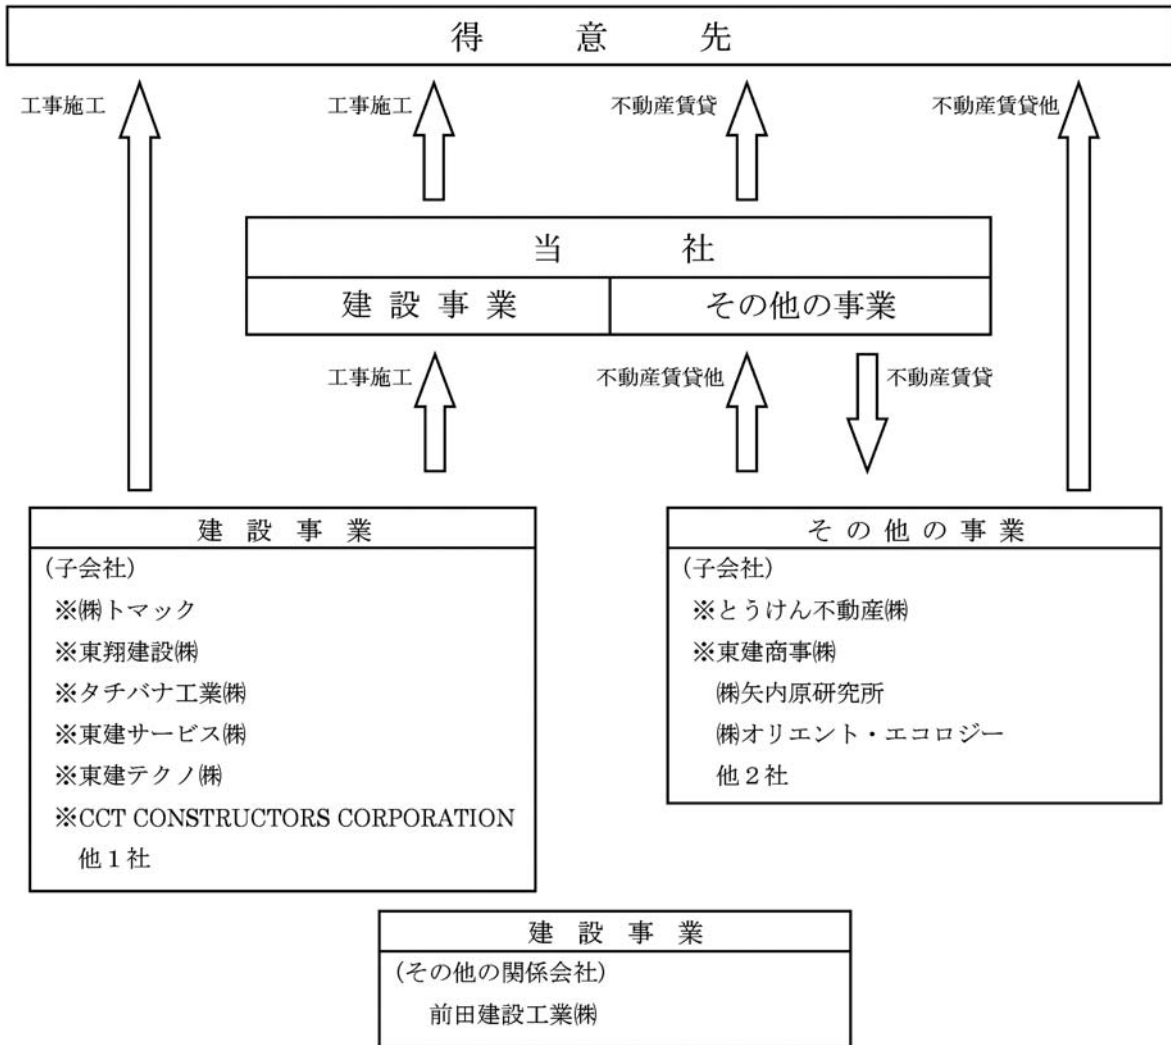 得意先
工事施工
工事施工
不動産賃貸
不動産賃貸他
当社
建設事業
その他の事業
工事施工
不動産賃貸他
不動産賃貸
建設事業
(子会社)
※㈱トマック
※東翔建設㈱
※タチバナ工業㈱
※東建サービス㈱
※東建テクノ㈱
※CCT CONSTRUCTORS CORPORATION
他1社
その他の事業
(子会社)
※とうけん不動産㈱
※東建商事㈱
㈱矢内原研究所
㈱オリエント・エコロジー
他2社
建設事業
(その他の関係会社)
前田建設工業㈱